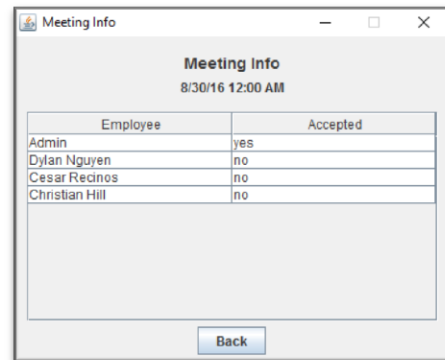 Meeting Info
Meeting Info
8/30/16 12:00 AM
Employee Accepted
Admin yes
Dylan Nguyen no
Cesar Recinos no
Christian Hill no
Back